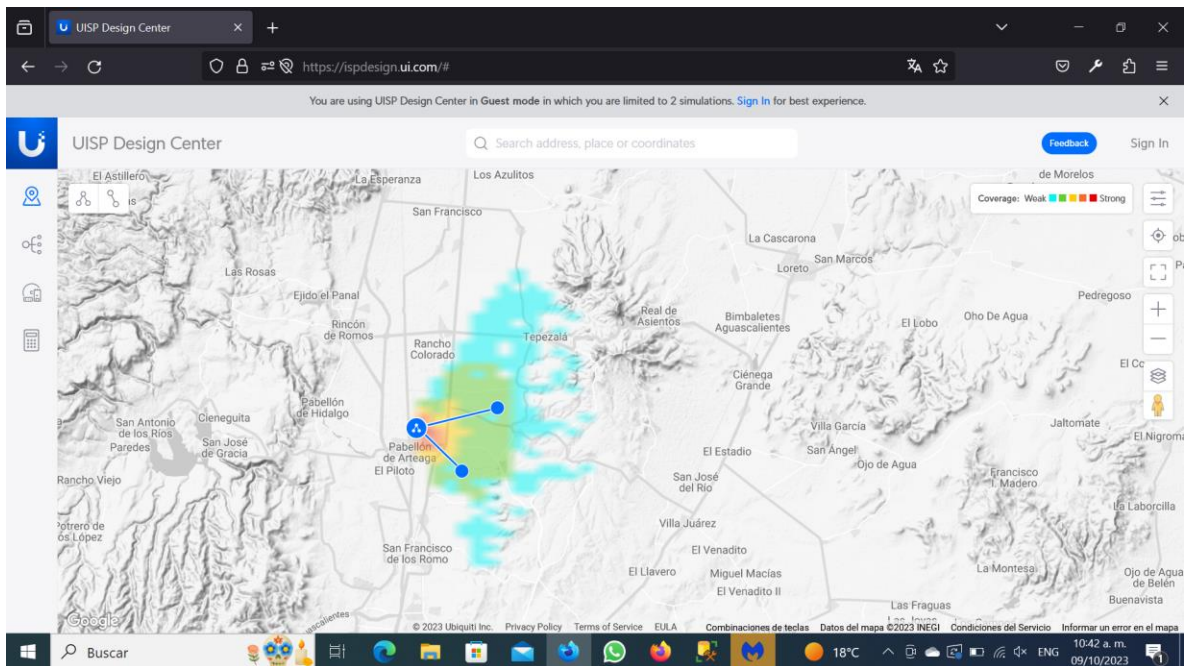 UISP Design Center
https://ispdesign.ui.com/#
You are using UISP Design Center in Guest mode in which you are limited to 2 simulations. Sign In for best experience.
UISP Design Center
Search address, place or coordinates
Feedback
Sign In
El Astillero
La Esperanza
Los Azulitos
de Morelos
Coverage: Weak Strong
San Francisco
La Cascarona
San Marcos
Loreto
Las Rosas
Ejido el Panal
Pedregoso
Real de
Asientos
Bimbaletes
Aguascalientes
Oho De Agua
El Lobo
Rincón
de Romos
Rancho
Colorado
Tepezalá
Ciénega
Grande
Pabellón
de Hidalgo
Cieneguita
San Antonio
de los Ríos
Paredes
San José
de Gracia
Villa García
Jaltomate
El Nigrom
Pabellón
de Arteaga
El Piloto
El Estadio
San Ángel
Ojo de Agua
Rancho Viejo
San José
del Río
Francisco
I. Madero
La Laborcilla
Potrero de
os López
Villa Juárez
San Francisco
de los Romo
El Venadito
El Llavero
Miguel Macías
El Venadito II
La Montesa
Ojo de Agua
de Belén
Buenavista
Las Fraguas
Google
© 2023 Ubiquiti Inc. Privacy Policy Terms of Service EULA Combinaciones de teclas Datos del mapa ©2023 INEGI Condiciones del Servicio Informar un error en el mapa
Buscar
18°C
ENG
10:42 a. m.
09/10/2023